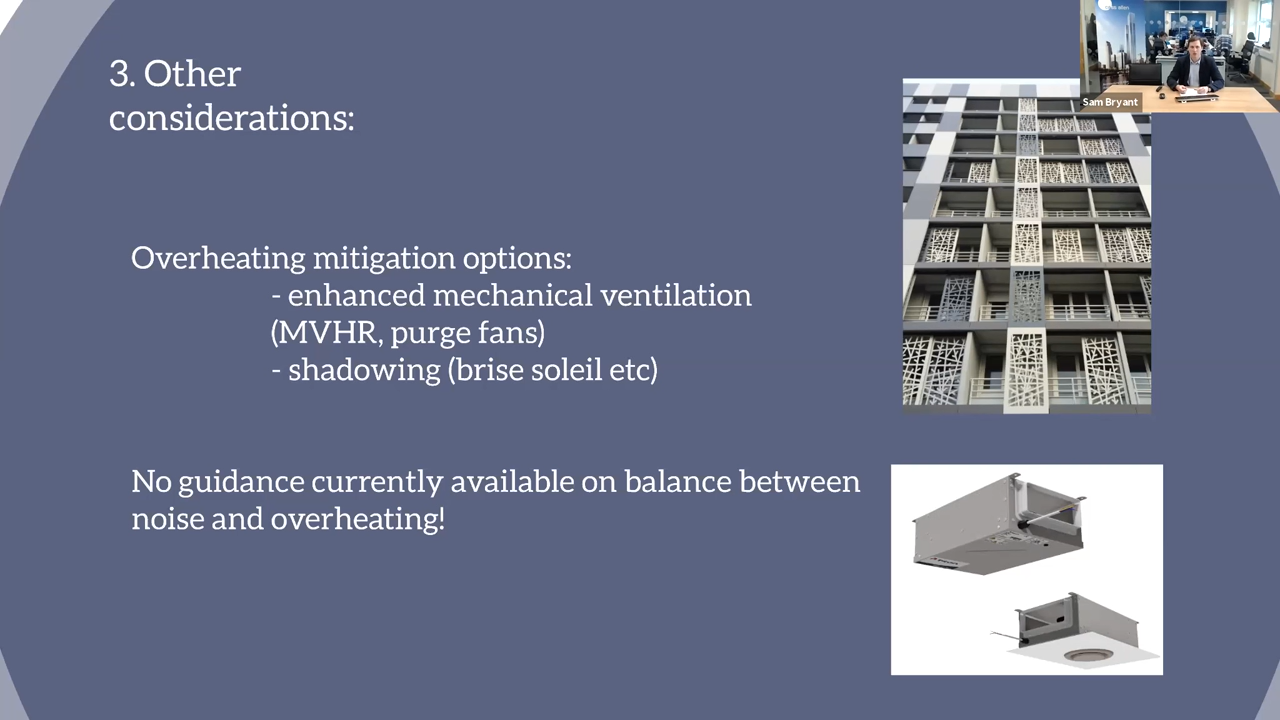 3. Other
considerations:
Sam Bryant
Overheating mitigation options:
- enhanced mechanical ventilation
(MVHR, purge fans)
- shadowing (brise soleil etc)
No guidance currently available on balance between
noise and overheating!